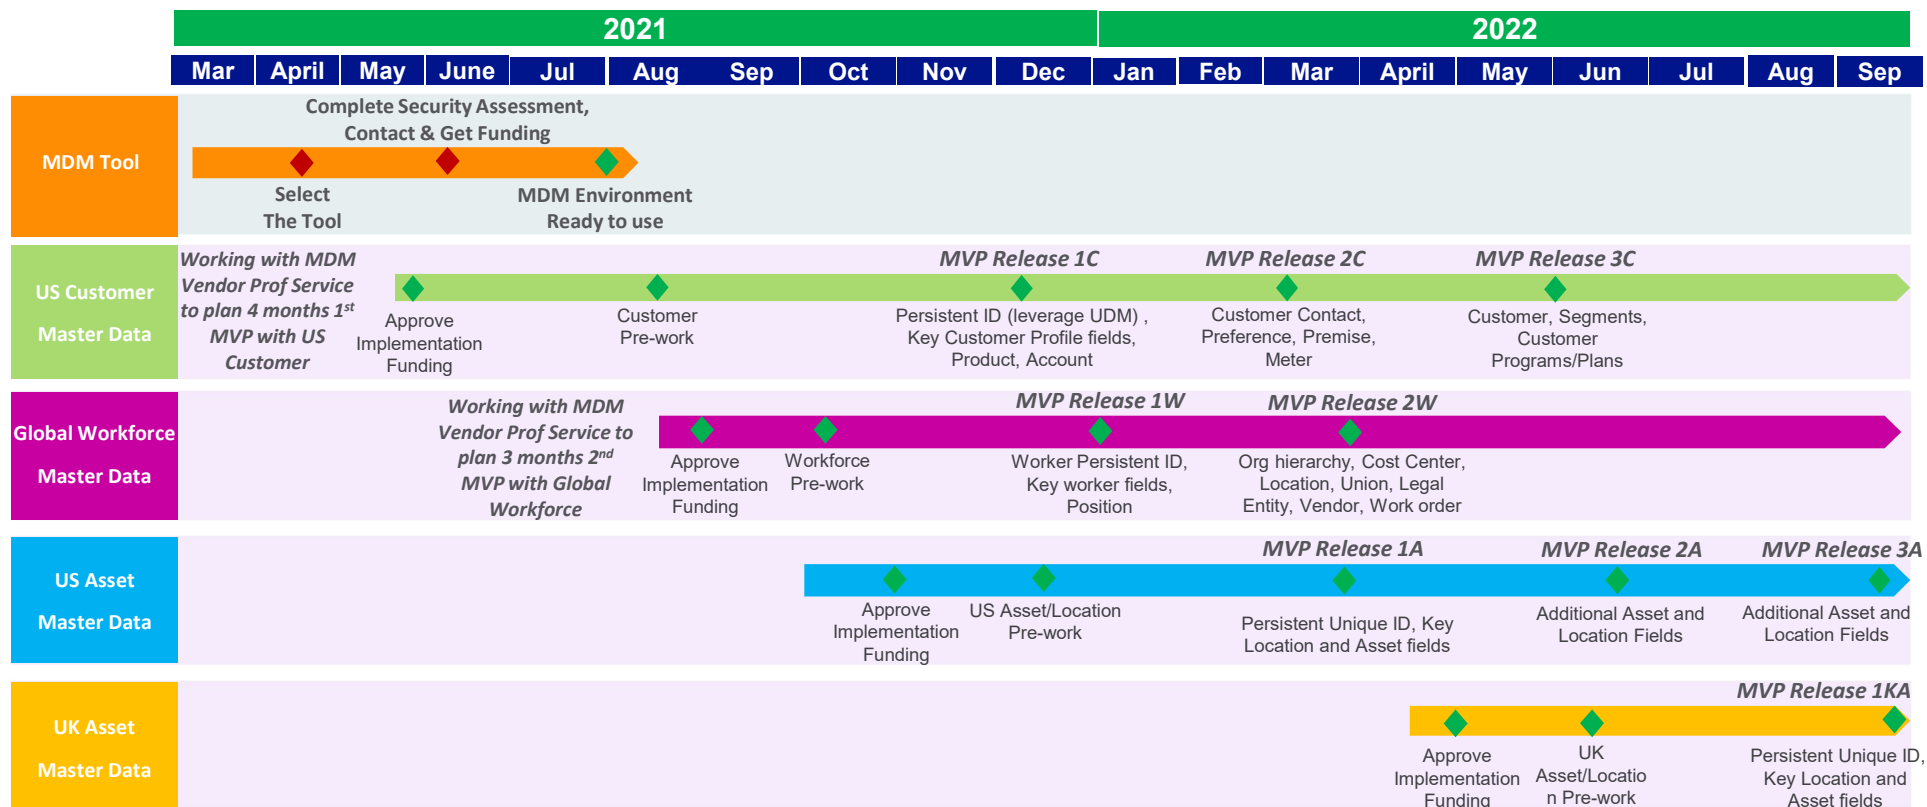 2021
2022
Mar April May June Jul Aug Sep Oct Nov Dec Jan Feb Mar April May Jun Jul Aug Sep
MDM Tool
Complete Security Assessment,
Contact & Get Funding
Select
The Tool
MDM Environment
Ready to use
US Customer
Master Data
Working with MDM
Vendor Prof Service
to plan 4 months 1st
MVP with US
Customer
Approve
Implementation
Funding
Customer
Pre-work
MVP Release 1C
Persistent ID (leverage UDM) ,
Key Customer Profile fields,
Product, Account
MVP Release 2C
Customer Contact,
Preference, Premise,
Meter
MVP Release 3C
Customer, Segments,
Customer
Programs/Plans
Global Workforce
Master Data
Working with MDM
Vendor Prof Service to
plan 3 months 2nd
MVP with Global
Workforce
Approve
Implementation
Funding
Workforce
Pre-work
MVP Release 1W
Worker Persistent ID,
Key worker fields,
Position
MVP Release 2W
Org hierarchy, Cost Center,
Location, Union, Legal
Entity, Vendor, Work order
US Asset
Master Data
Approve
Implementation
Funding
US Asset/Location
Pre-work
MVP Release 1A
Persistent Unique ID, Key
Location and Asset fields
MVP Release 2A
Additional Asset and
Location Fields
MVP Release 3A
Additional Asset and
Location Fields
UK Asset
Master Data
Approve
Implementation
Funding
UK
Asset/Locatio
n Pre-work
MVP Release 1KA
Persistent Unique ID,
Key Location and
Asset fields